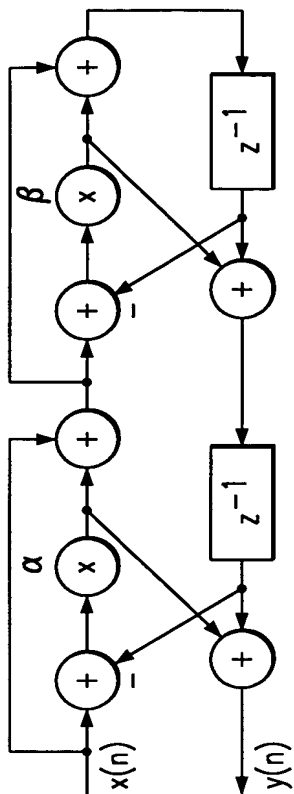 α β
+ x + + x +
x(n) − −
+ z⁻¹ + z⁻¹
y(n)